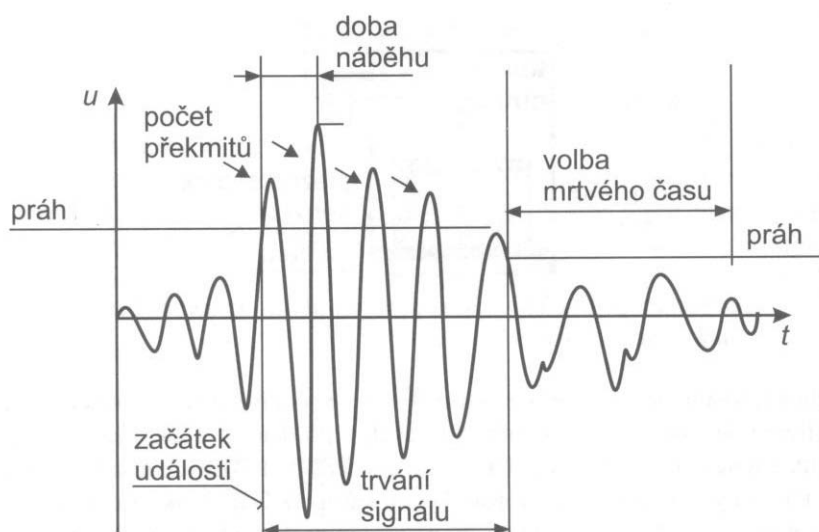 doba
náběhu
u
počet
překmitů
volba
mrtvého času
práh
práh
t
začátek
události
trvání
signálu